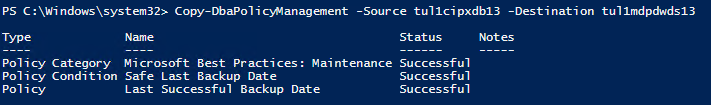 PS C:\Windows\system32> Copy-DbaPolicyManagement -Source tul1cipxdb13 -Destination tul1mdpdwds13
Type Name Status Notes
---- ---- ------ -----
Policy Category Microsoft Best Practices: Maintenance Successful
Policy Condition Safe Last Backup Date Successful
Policy Last Successful Backup Date Successful